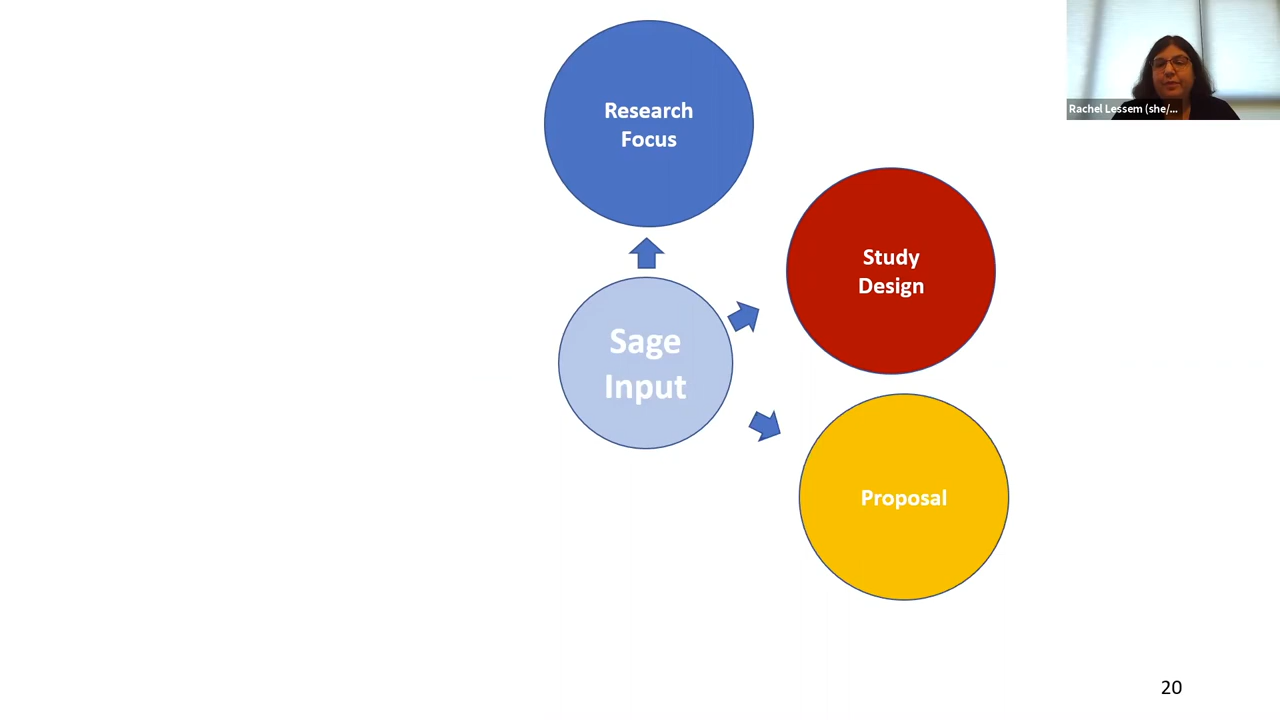 Research
Focus
Rachel Lessem (she/...
Study
Design
Sage
Input
Proposal
20